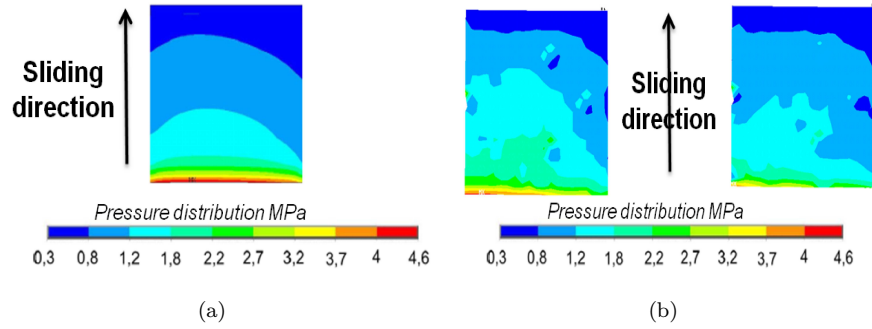 Sliding
direction
Sliding
direction
Pressure distribution MPa
Pressure distribution MPa
0,3 0,8 1,2 1,8 2,2 2,7 3,2 3,7 4 4,6
0,3 0,8 1,2 1,8 2,2 2,7 3,2 3,7 4 4,6
(a)
(b)